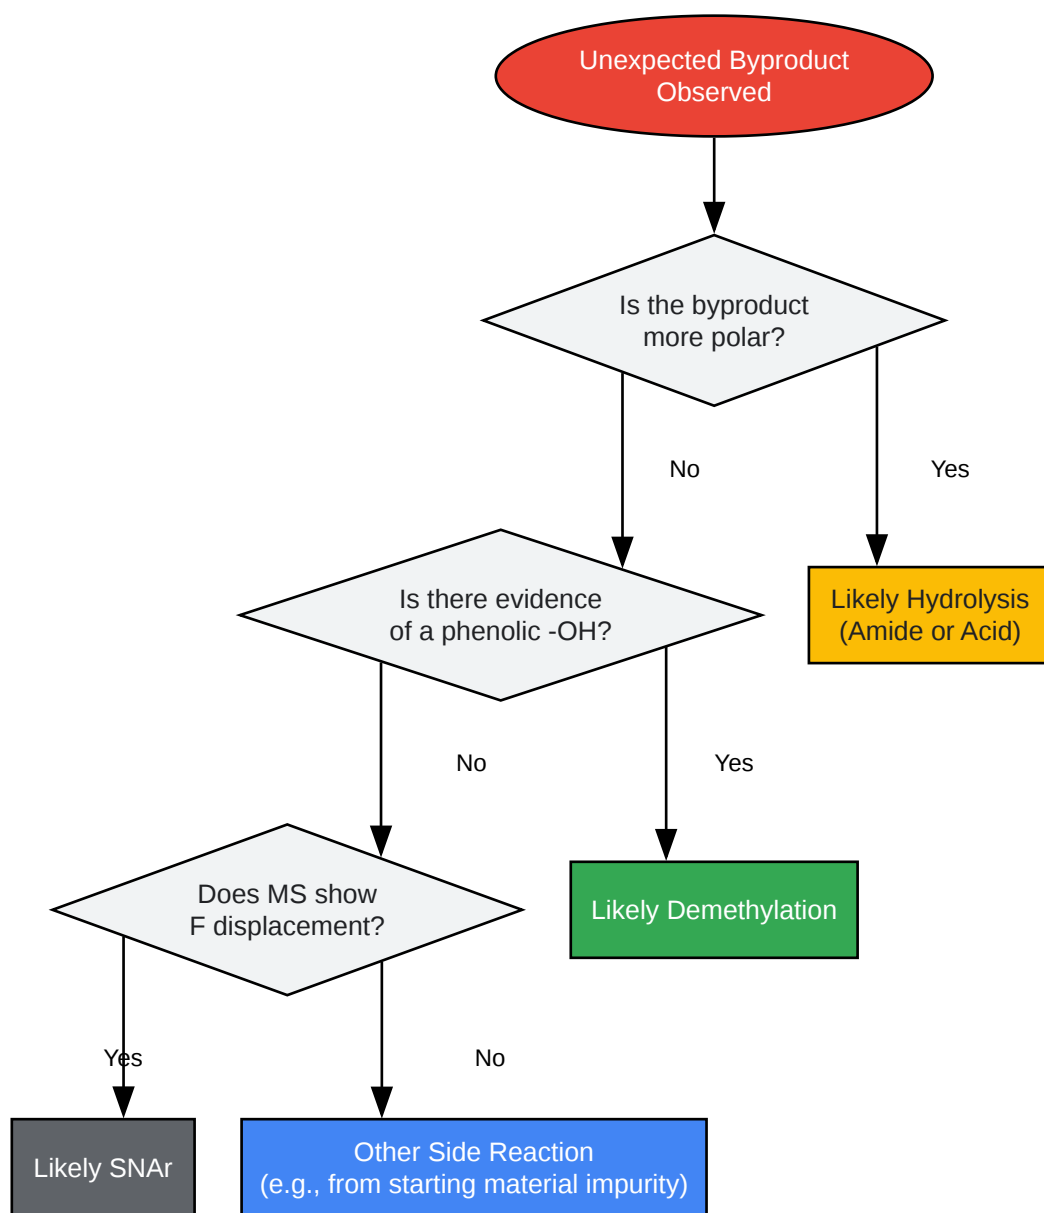 Unexpected Byproduct
Observed
Is the byproduct
more polar?
No
Yes
Is there evidence
of a phenolic -OH?
Likely Hydrolysis
(Amide or Acid)
No
Yes
Does MS show
F displacement?
Likely Demethylation
Yes
No
Likely SNAr
Other Side Reaction
(e.g., from starting material impurity)